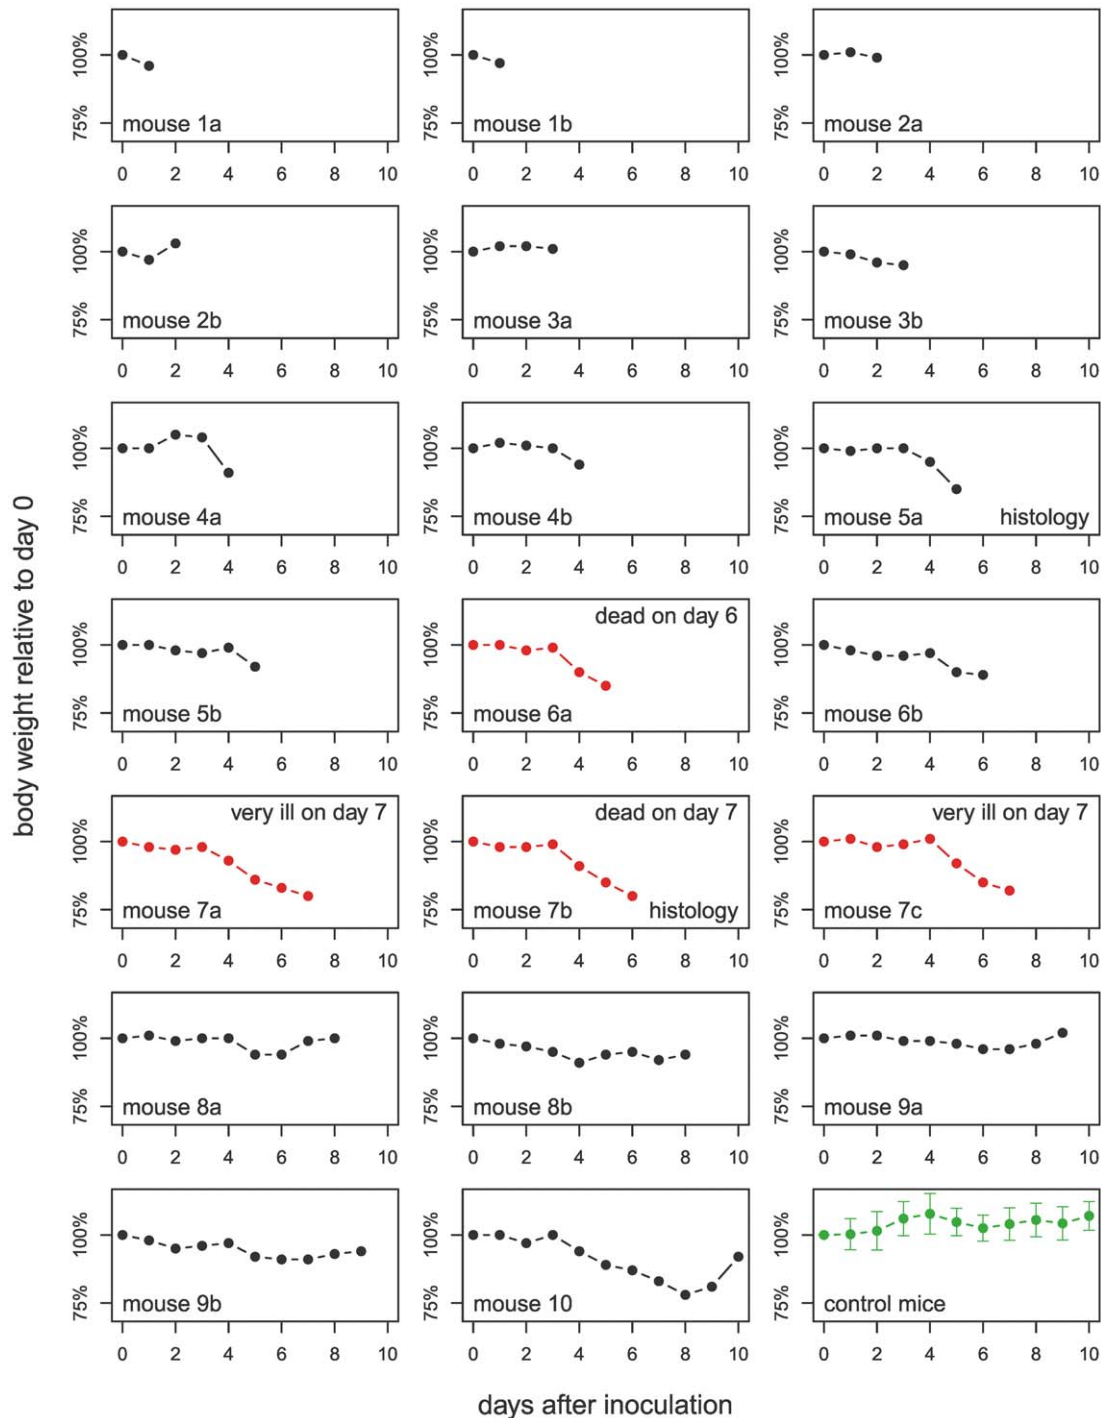 100%
75%
mouse 1a
0 2 4 6 8 10
100%
75%
mouse 1b
0 2 4 6 8 10
100%
75%
mouse 2a
0 2 4 6 8 10
100%
75%
mouse 2b
0 2 4 6 8 10
100%
75%
mouse 3a
0 2 4 6 8 10
100%
75%
mouse 3b
0 2 4 6 8 10
100%
75%
mouse 4a
0 2 4 6 8 10
100%
75%
mouse 4b
0 2 4 6 8 10
100%
75%
mouse 5a histology
0 2 4 6 8 10
body weight relative to day 0
100%
75%
mouse 5b
0 2 4 6 8 10
dead on day 6
100%
75%
mouse 6a
0 2 4 6 8 10
100%
75%
mouse 6b
0 2 4 6 8 10
very ill on day 7
100%
75%
mouse 7a
0 2 4 6 8 10
dead on day 7
100%
75%
mouse 7b histology
0 2 4 6 8 10
very ill on day 7
100%
75%
mouse 7c
0 2 4 6 8 10
100%
75%
mouse 8a
0 2 4 6 8 10
100%
75%
mouse 8b
0 2 4 6 8 10
100%
75%
mouse 9a
0 2 4 6 8 10
100%
75%
mouse 9b
0 2 4 6 8 10
100%
75%
mouse 10
0 2 4 6 8 10
100%
75%
control mice
0 2 4 6 8 10
days after inoculation